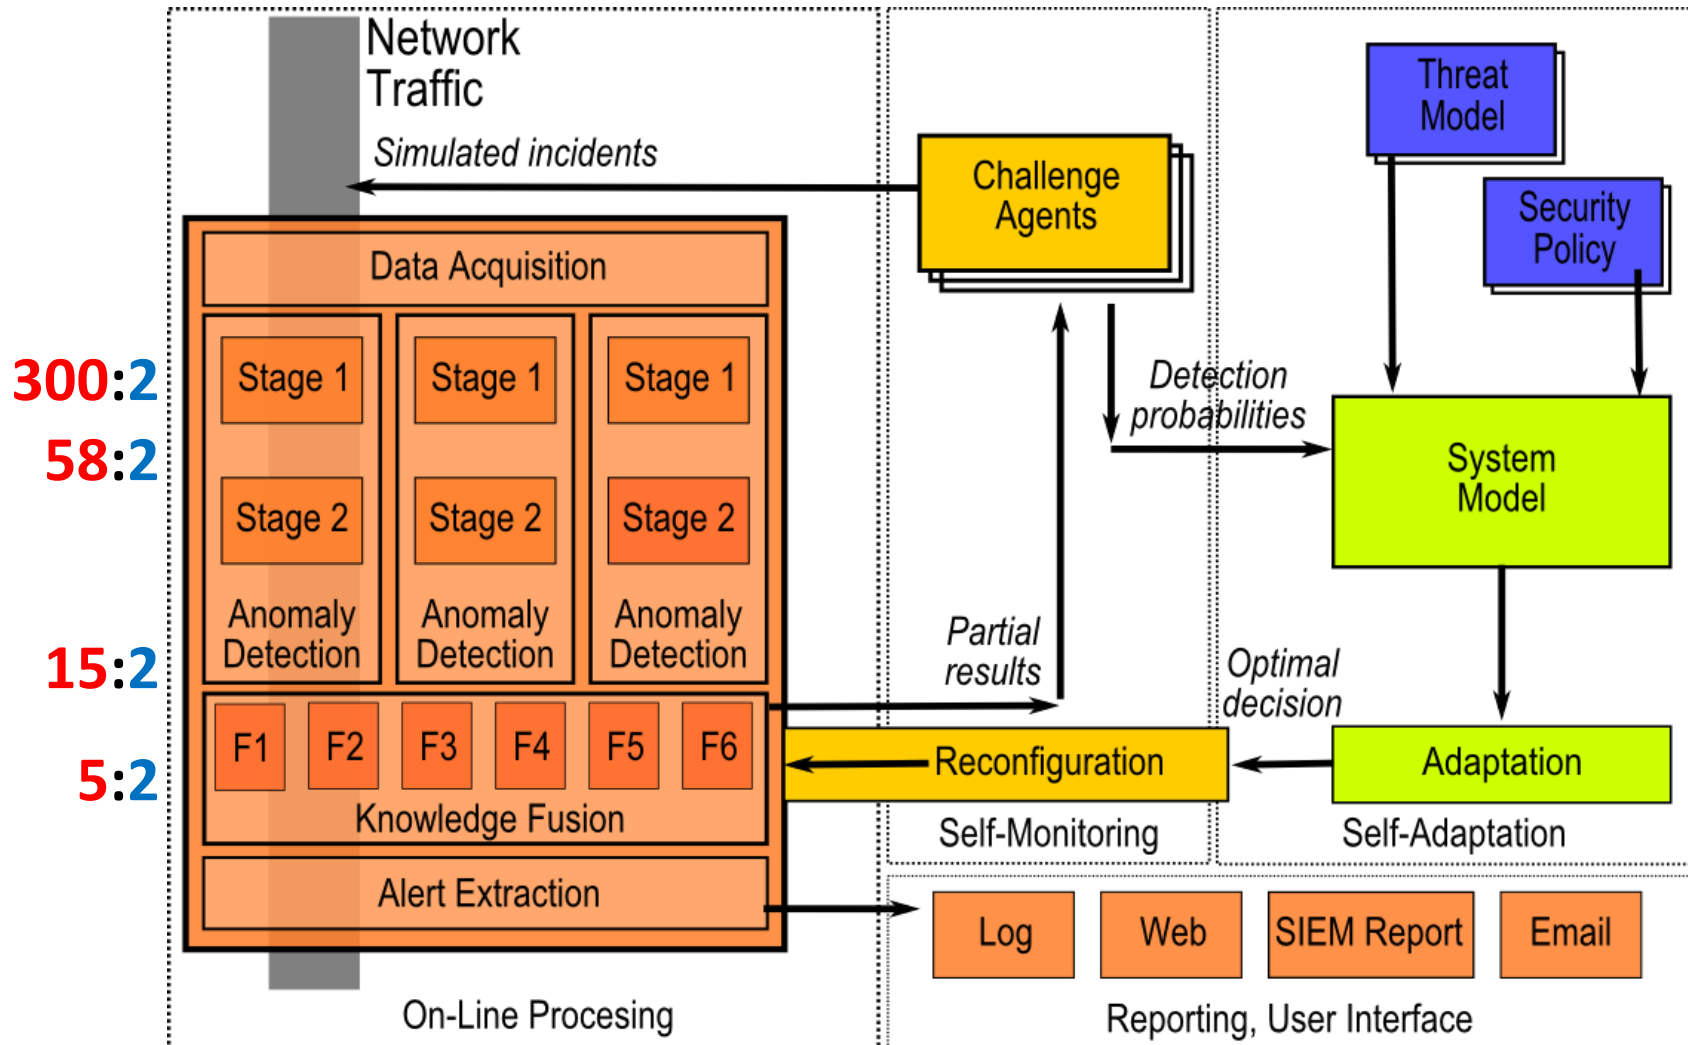 Network
Traffic
Simulated incidents
Data Acquisition
300:2
58:2
15:2
5:2
Stage 1
Stage 2
Anomaly
Detection
Stage 1
Stage 2
Anomaly
Detection
Stage 1
Stage 2
Anomaly
Detection
F1 F2 F3 F4 F5 F6
Knowledge Fusion
Alert Extraction
On-Line Procesing
Challenge
Agents
Detection
probabilities
Partial
results
Reconfiguration
Self-Monitoring
Threat
Model
Security
Policy
System
Model
Optimal
decision
Adaptation
Self-Adaptation
Log
Web
SIEM Report
Email
Reporting, User Interface